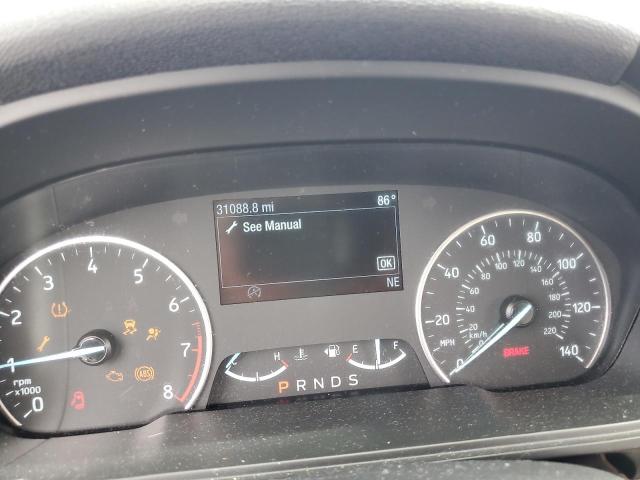 31088.8 mi 86°
See Manual
OK
NE
0 1 2 3 4 5 6 7 8
rpm
x1000
ABS
H E F
P R N D S
0 20 40 60 80 100 120 140
MPH
0 20 40 60 80 100 120 140 160 180 200 220
km/h
BRAKE